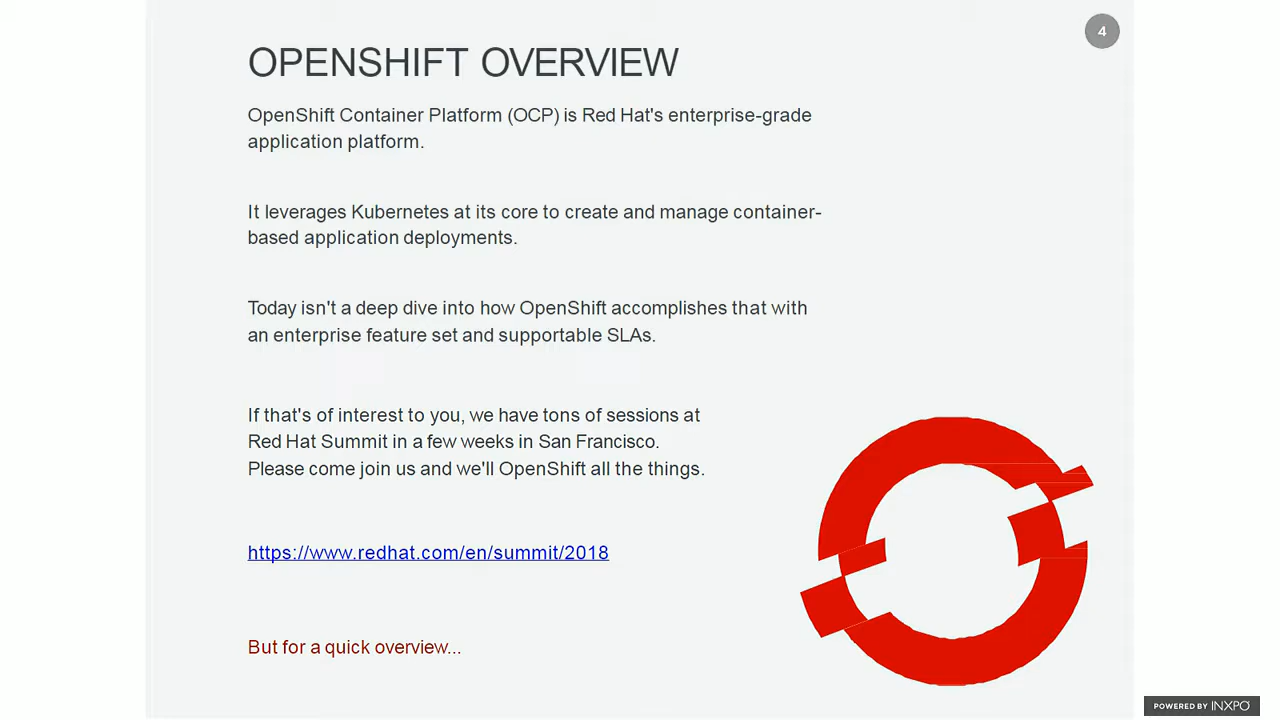 4
OPENSHIFT OVERVIEW
OpenShift Container Platform (OCP) is Red Hat's enterprise-grade
application platform.
It leverages Kubernetes at its core to create and manage container-
based application deployments.
Today isn't a deep dive into how OpenShift accomplishes that with
an enterprise feature set and supportable SLAs.
If that's of interest to you, we have tons of sessions at
Red Hat Summit in a few weeks in San Francisco.
Please come join us and we'll OpenShift all the things.
https://www.redhat.com/en/summit/2018
But for a quick overview...
POWERED BY INXPO